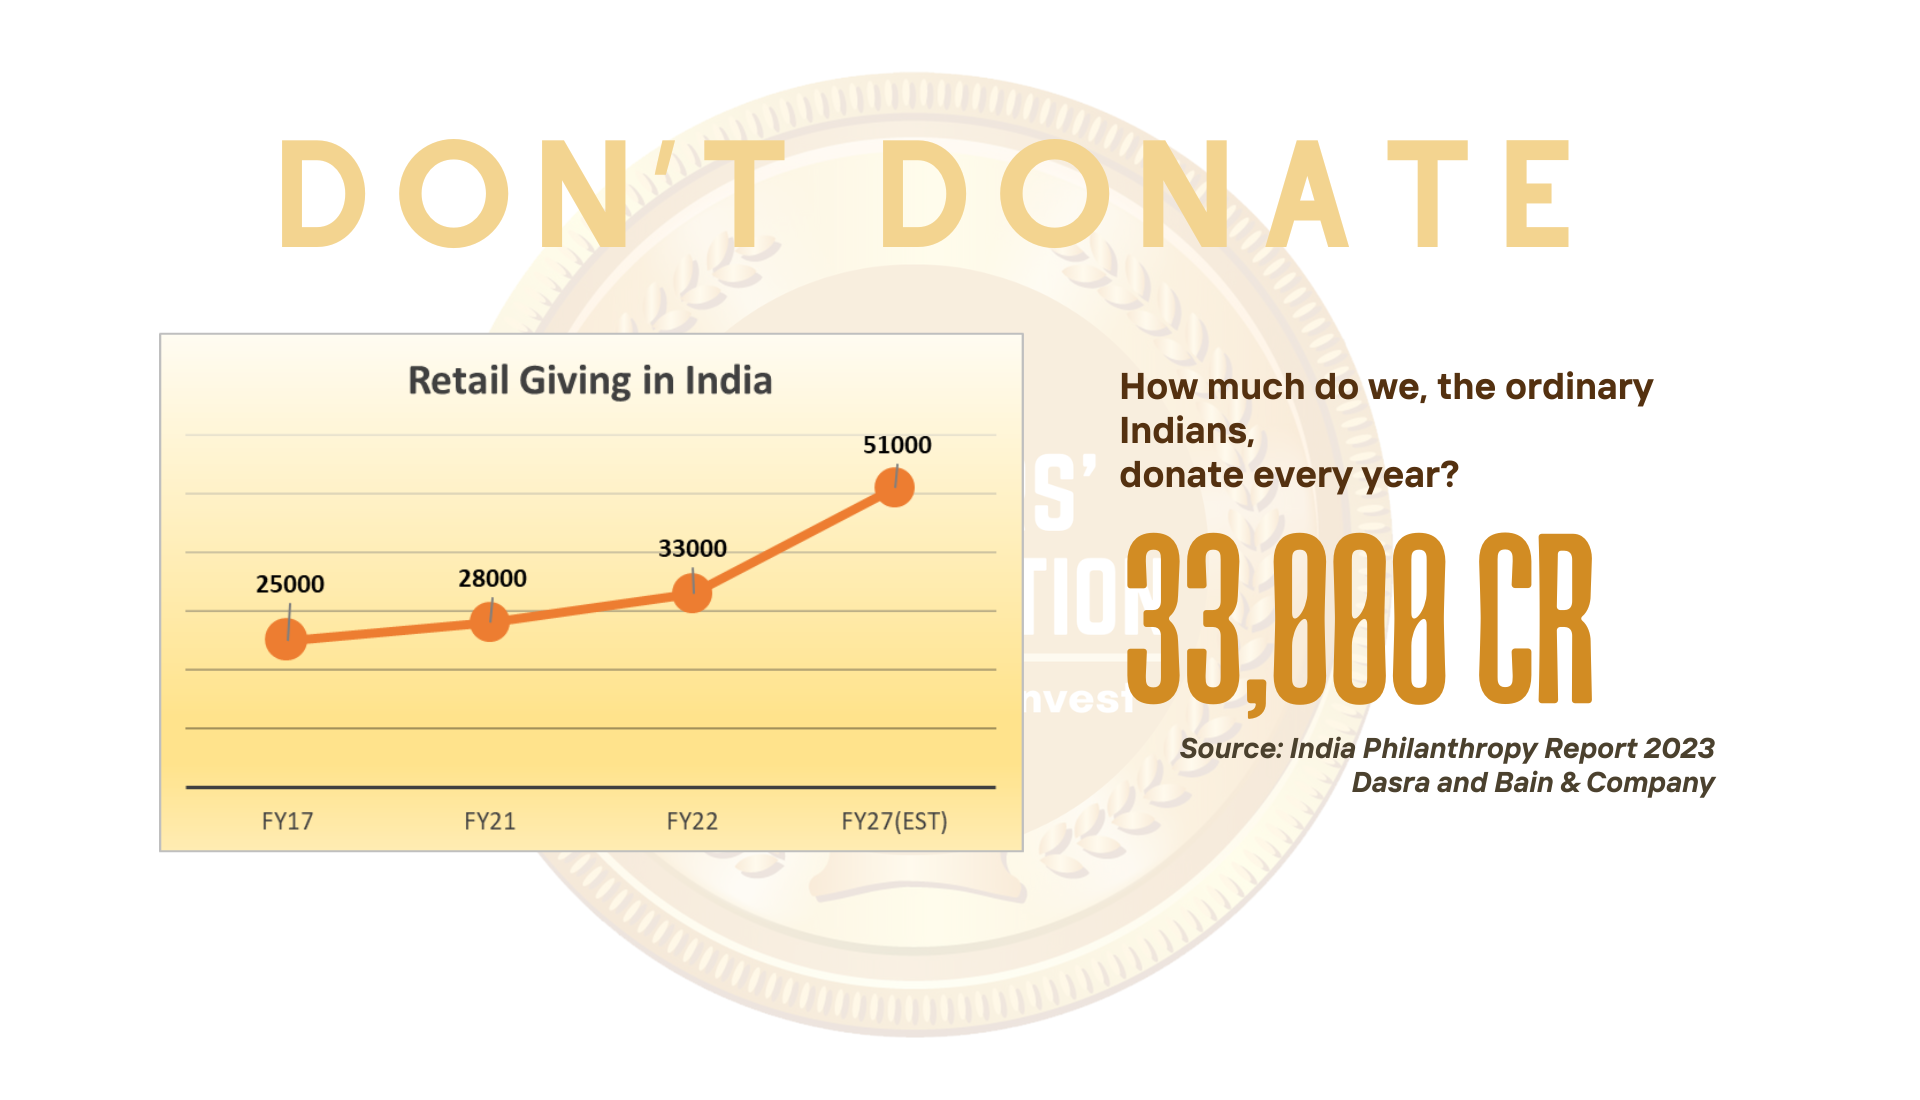 DON'T DONATE
Retail Giving in India
51000
33000
28000
25000
FY17 FY21 FY22 FY27(EST)
How much do we, the ordinary
Indians,
donate every year?
33,000 CR
Source: India Philanthropy Report 2023
Dasra and Bain & Company